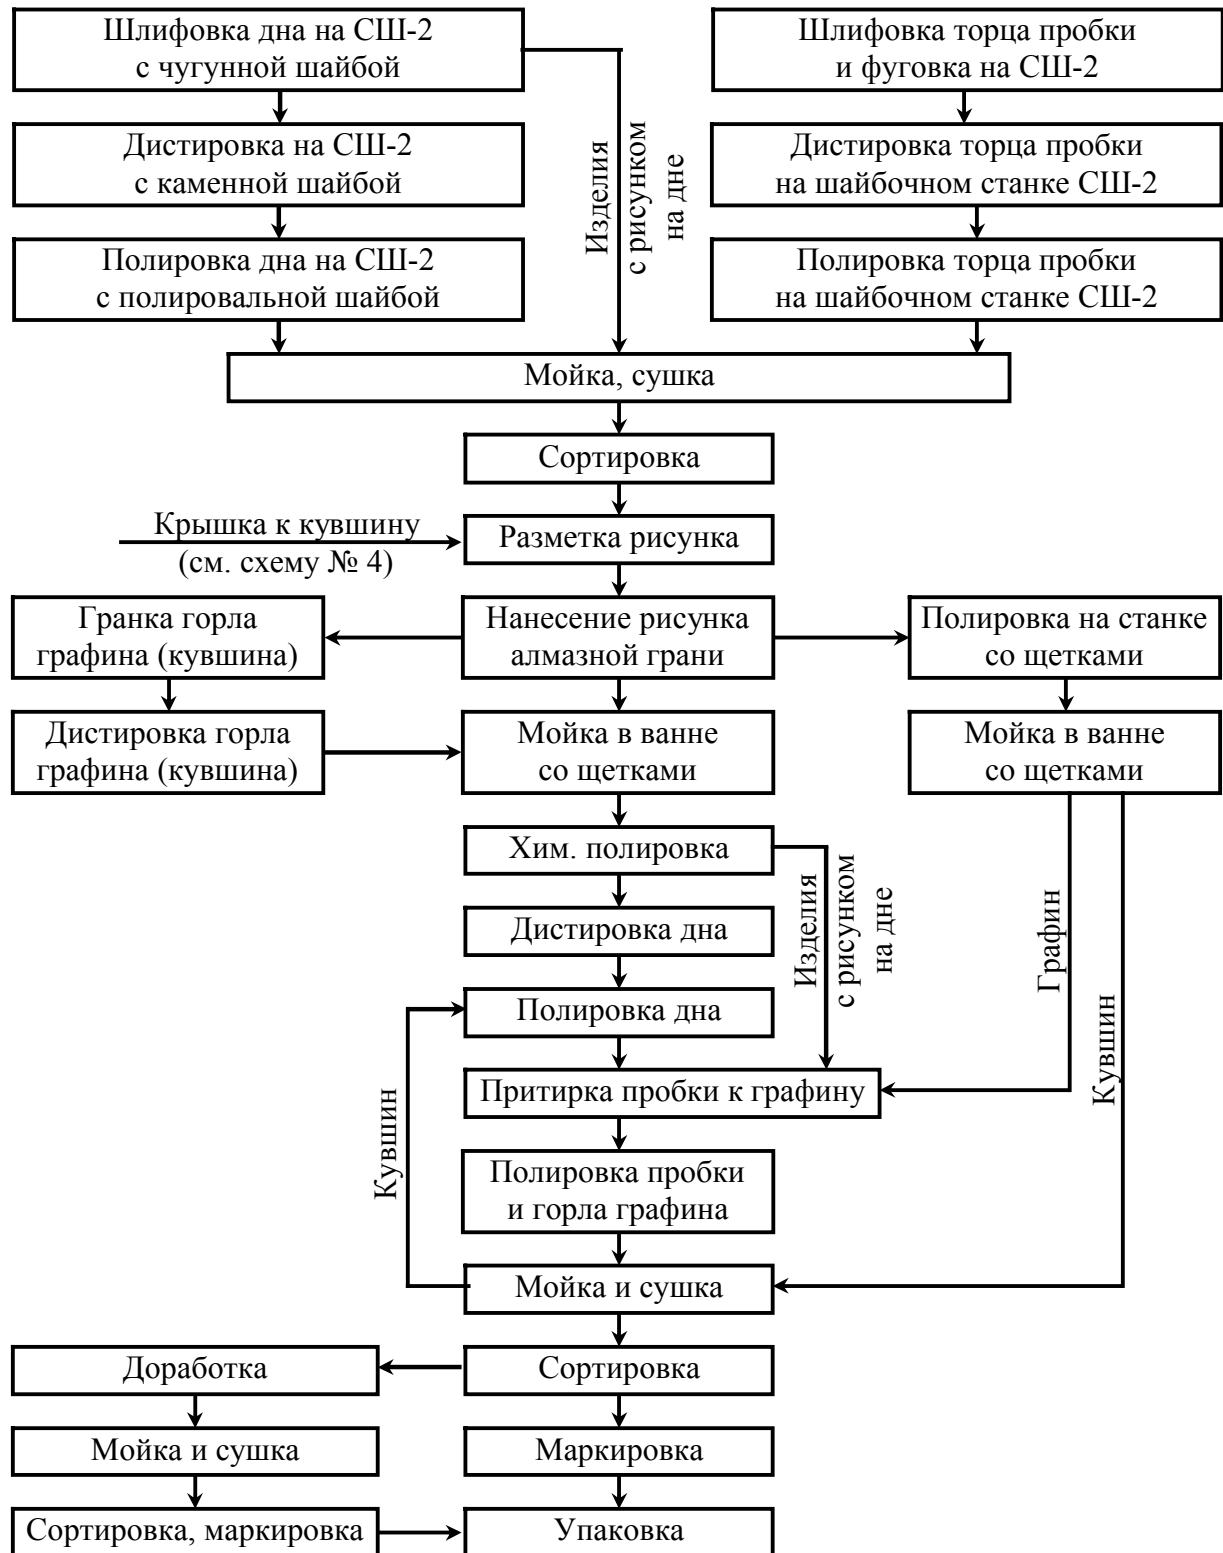 Шлифовка дна на СШ-2
с чугунной шайбой
Шлифовка торца пробки
и фуговка на СШ-2
Изделия
с рисунком
на дне
Дистировка на СШ-2
с каменной шайбой
Дистировка торца пробки
на шайбочном станке СШ-2
Полировка дна на СШ-2
с полировальной шайбой
Полировка торца пробки
на шайбочном станке СШ-2
Мойка, сушка
Сортировка
Крышка к кувшину
(см. схему № 4)
Разметка рисунка
Гранка горла
графина (кувшина)
Нанесение рисунка
алмазной грани
Полировка на станке
со щетками
Дистировка горла
графина (кувшина)
Мойка в ванне
со щетками
Мойка в ванне
со щетками
Хим. полировка
Изделия
с рисунком
на дне
Дистировка дна
Графин
Кувшин
Полировка дна
Притирка пробки к графину
Кувшин
Полировка пробки
и горла графина
Мойка и сушка
Доработка
Сортировка
Мойка и сушка
Маркировка
Сортировка, маркировка
Упаковка